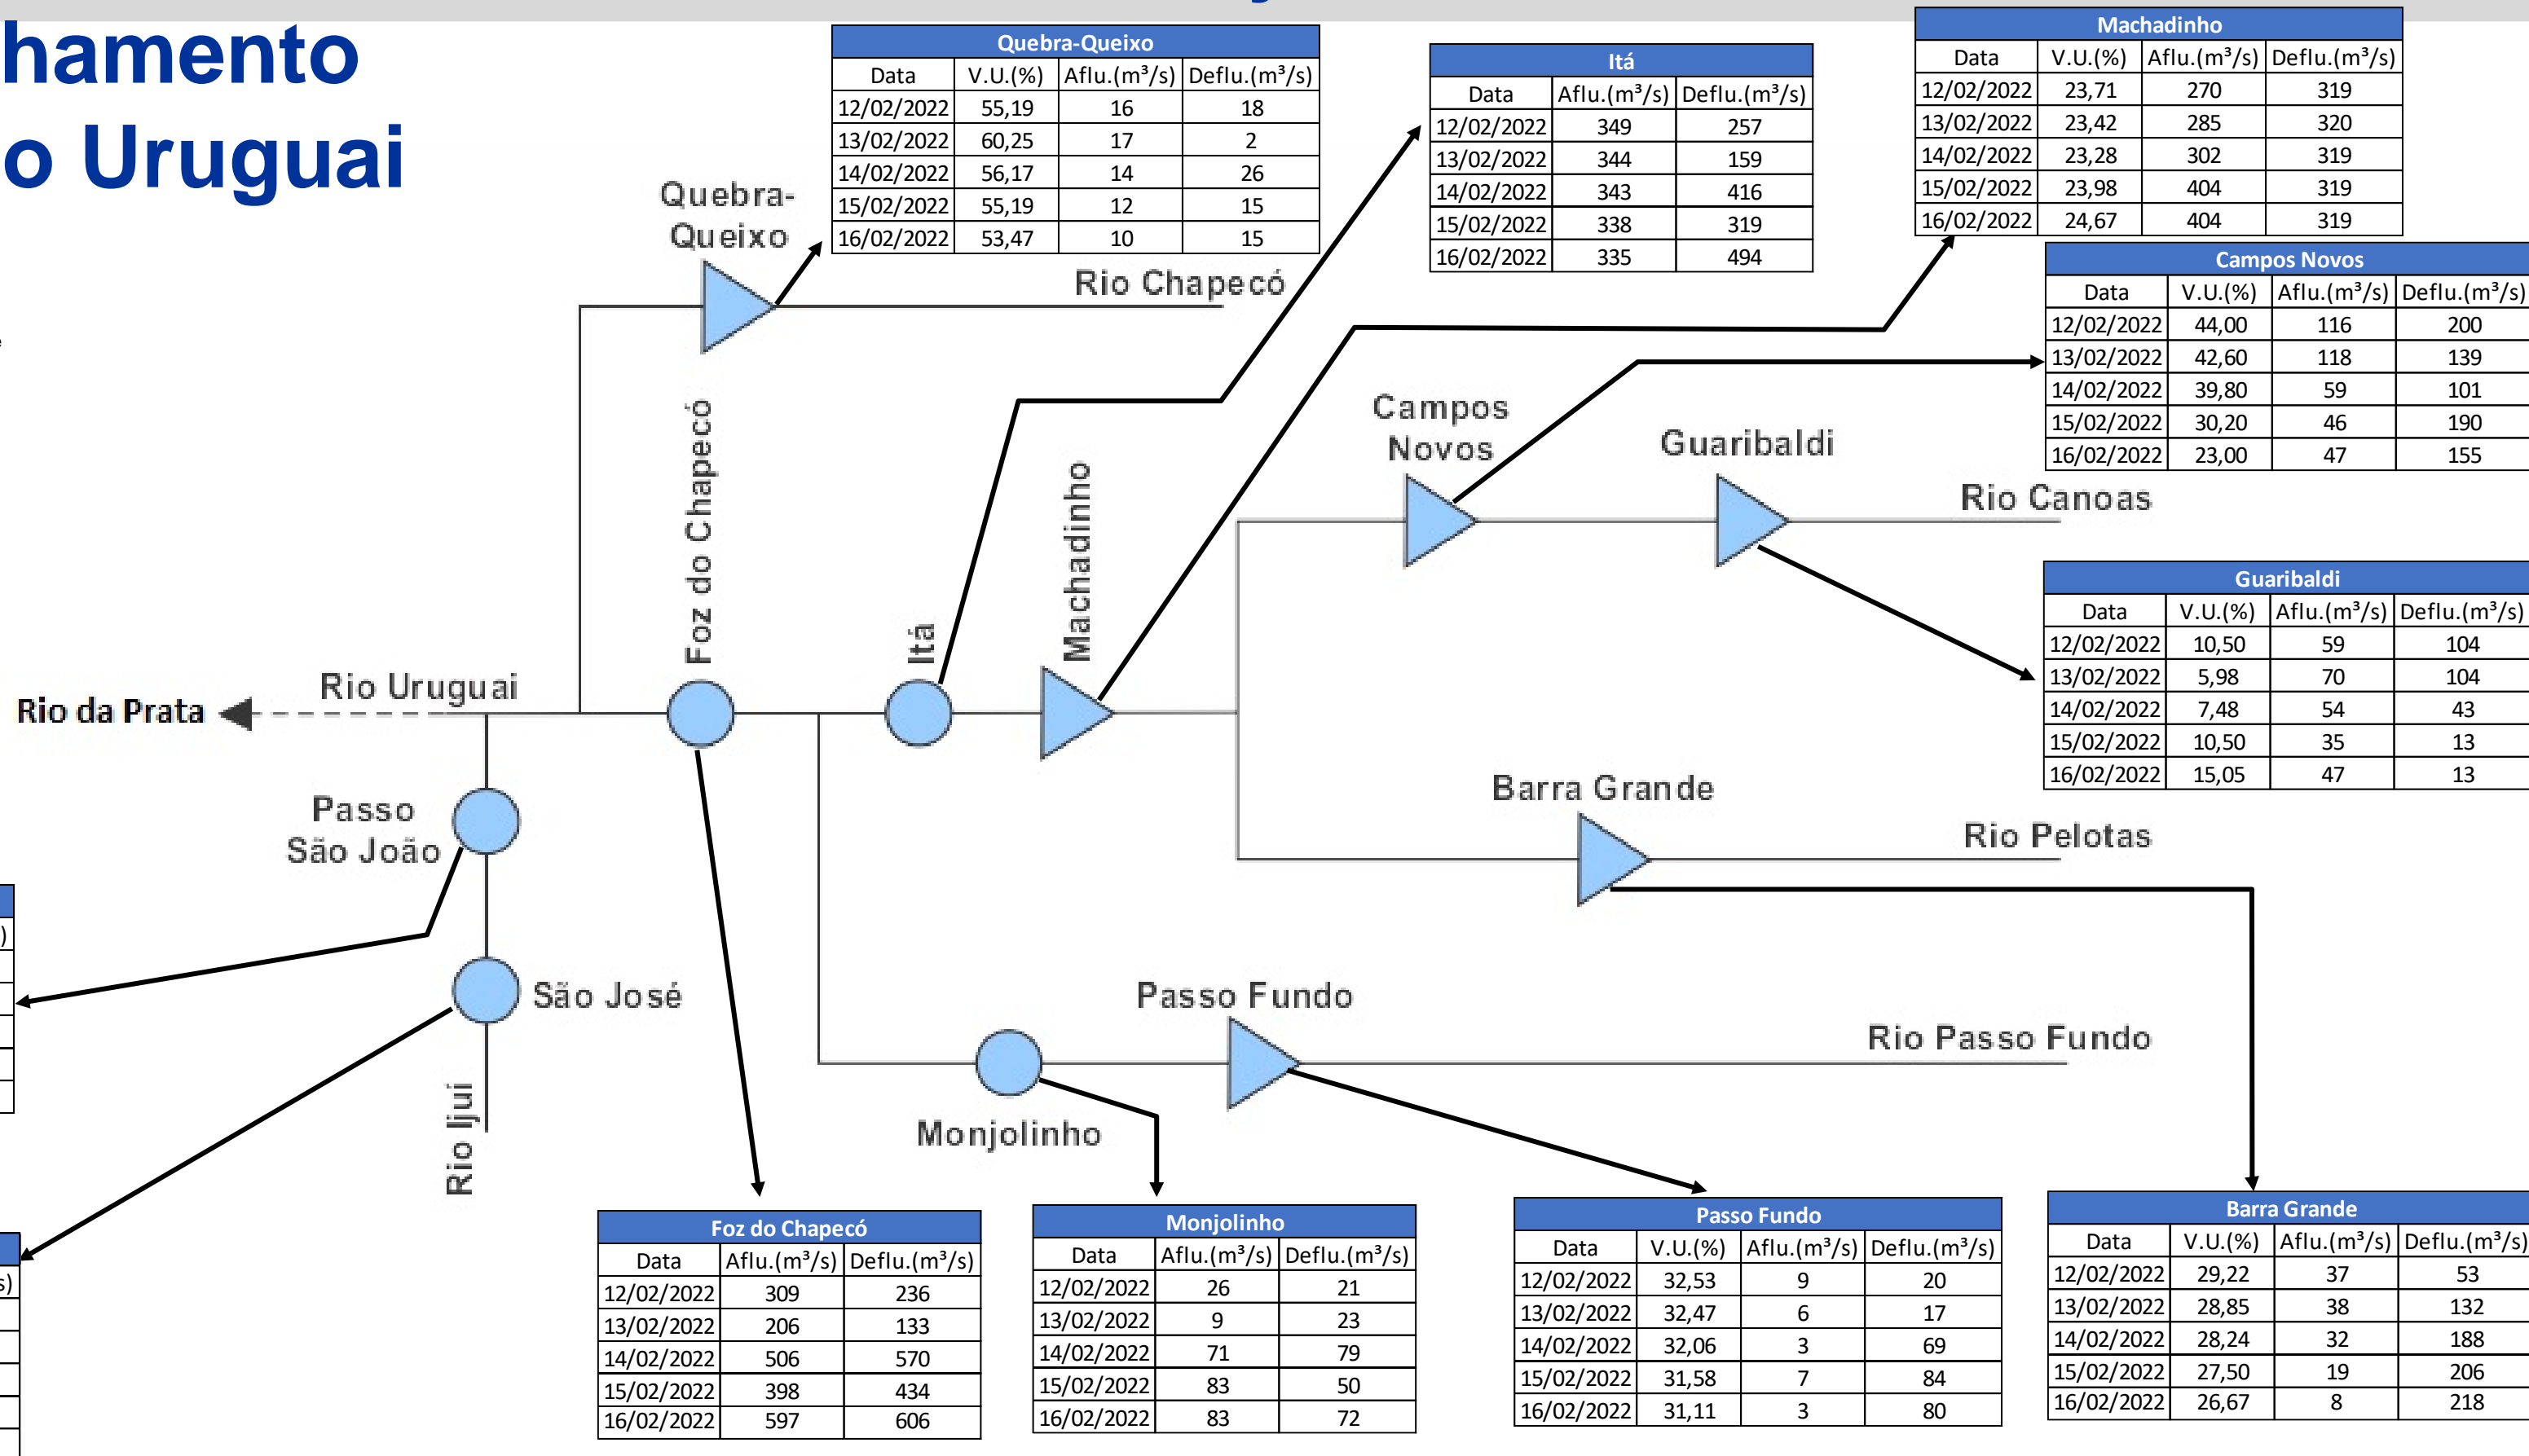 hamento
o Uruguai
Quebra-Queixo
Data V.U.(%) Aflu.(m³/s) Deflu.(m³/s)
12/02/2022 55,19 16 18
13/02/2022 60,25 17 2
14/02/2022 56,17 14 26
15/02/2022 55,19 12 15
16/02/2022 53,47 10 15
Itá
Data Aflu.(m³/s) Deflu.(m³/s)
12/02/2022 349 257
13/02/2022 344 159
14/02/2022 343 416
15/02/2022 338 319
16/02/2022 335 494
Machadinho
Data V.U.(%) Aflu.(m³/s) Deflu.(m³/s)
12/02/2022 23,71 270 319
13/02/2022 23,42 285 320
14/02/2022 23,28 302 319
15/02/2022 23,98 404 319
16/02/2022 24,67 404 319
Campos Novos
Data V.U.(%) Aflu.(m³/s) Deflu.(m³/s)
12/02/2022 44,00 116 200
13/02/2022 42,60 118 139
14/02/2022 39,80 59 101
15/02/2022 30,20 46 190
16/02/2022 23,00 47 155
Quebra-
Queixo
Rio Chapecó
Foz do Chapecó
Itá
Machadinho
Campos
Novos
Guaribaldi
Rio Canoas
Guaribaldi
Data V.U.(%) Aflu.(m³/s) Deflu.(m³/s)
12/02/2022 10,50 59 104
13/02/2022 5,98 70 104
14/02/2022 7,48 54 43
15/02/2022 10,50 35 13
16/02/2022 15,05 47 13
Rio Uruguai
Rio da Prata
Passo
São João
Barra Grande
Rio Pelotas
São José
Rio Ijuí
Passo Fundo
Rio Passo Fundo
Monjolinho
Foz do Chapecó
Data Aflu.(m³/s) Deflu.(m³/s)
12/02/2022 309 236
13/02/2022 206 133
14/02/2022 506 570
15/02/2022 398 434
16/02/2022 597 606
Monjolinho
Data Aflu.(m³/s) Deflu.(m³/s)
12/02/2022 26 21
13/02/2022 9 23
14/02/2022 71 79
15/02/2022 83 50
16/02/2022 83 72
Passo Fundo
Data V.U.(%) Aflu.(m³/s) Deflu.(m³/s)
12/02/2022 32,53 9 20
13/02/2022 32,47 6 17
14/02/2022 32,06 3 69
15/02/2022 31,58 7 84
16/02/2022 31,11 3 80
Barra Grande
Data V.U.(%) Aflu.(m³/s) Deflu.(m³/s)
12/02/2022 29,22 37 53
13/02/2022 28,85 38 132
14/02/2022 28,24 32 188
15/02/2022 27,50 19 206
16/02/2022 26,67 8 218